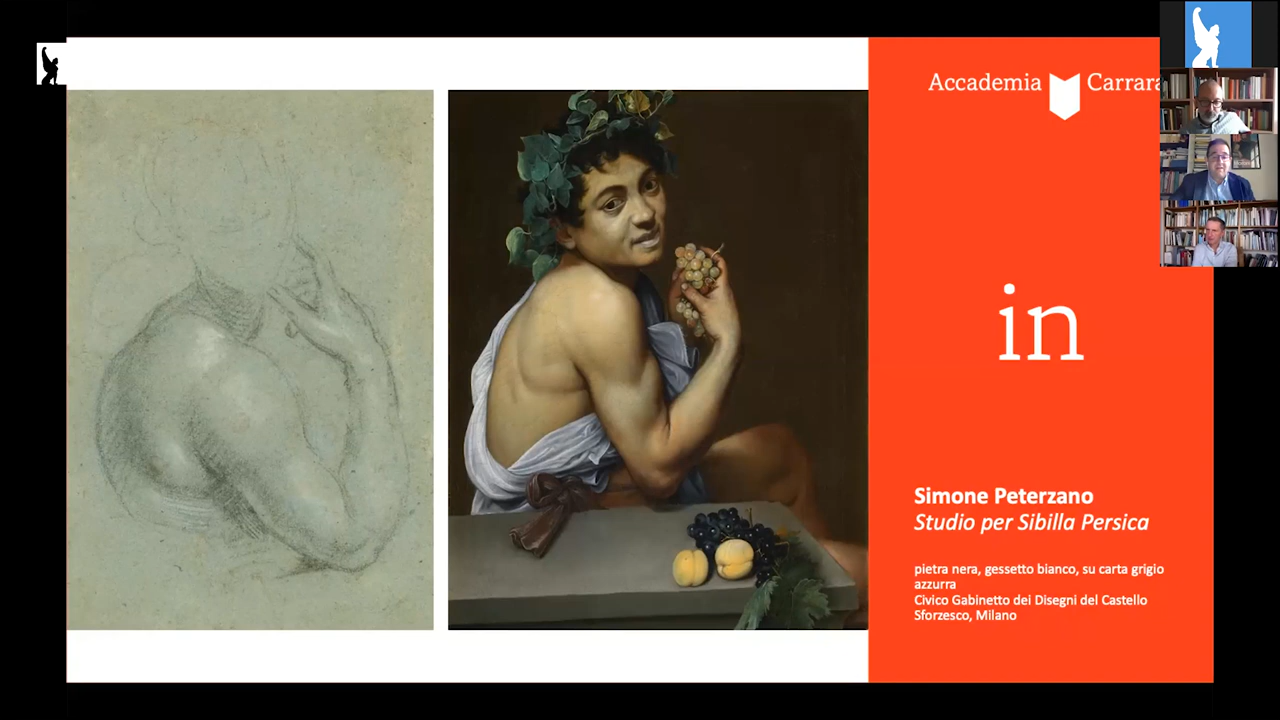 Accademia Carrara
in
Simone Peterzano
Studio per Sibilla Persica
pietra nera, gessetto bianco, su carta grigio
azzurra
Civico Gabinetto dei Disegni del Castello
Sforzesco, Milano